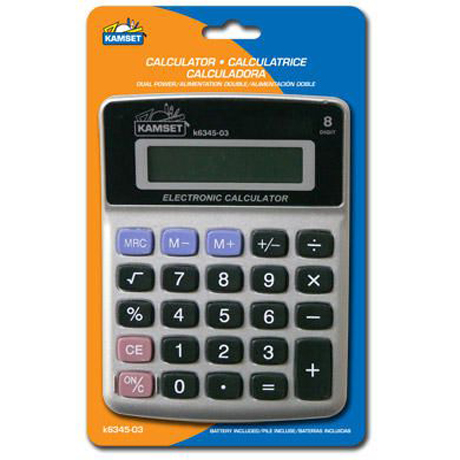 KAMSET
CALCULATOR • CALCULATRICE
CALCULADORA
DUAL POWER/ALIMENTATION DOUBLE/ALIMENTACIÓN DOBLE
KAMSET
k6345-03
8
DIGIT
ELECTRONIC CALCULATOR
MRC M− M+ +/− ÷
√ 7 8 9 ×
% 4 5 6 −
CE 1 2 3 +
ON/C 0 . =
k6345-03
BATTERY INCLUDED/PILE INCLUSE/BATERIAS INCLUIDAS